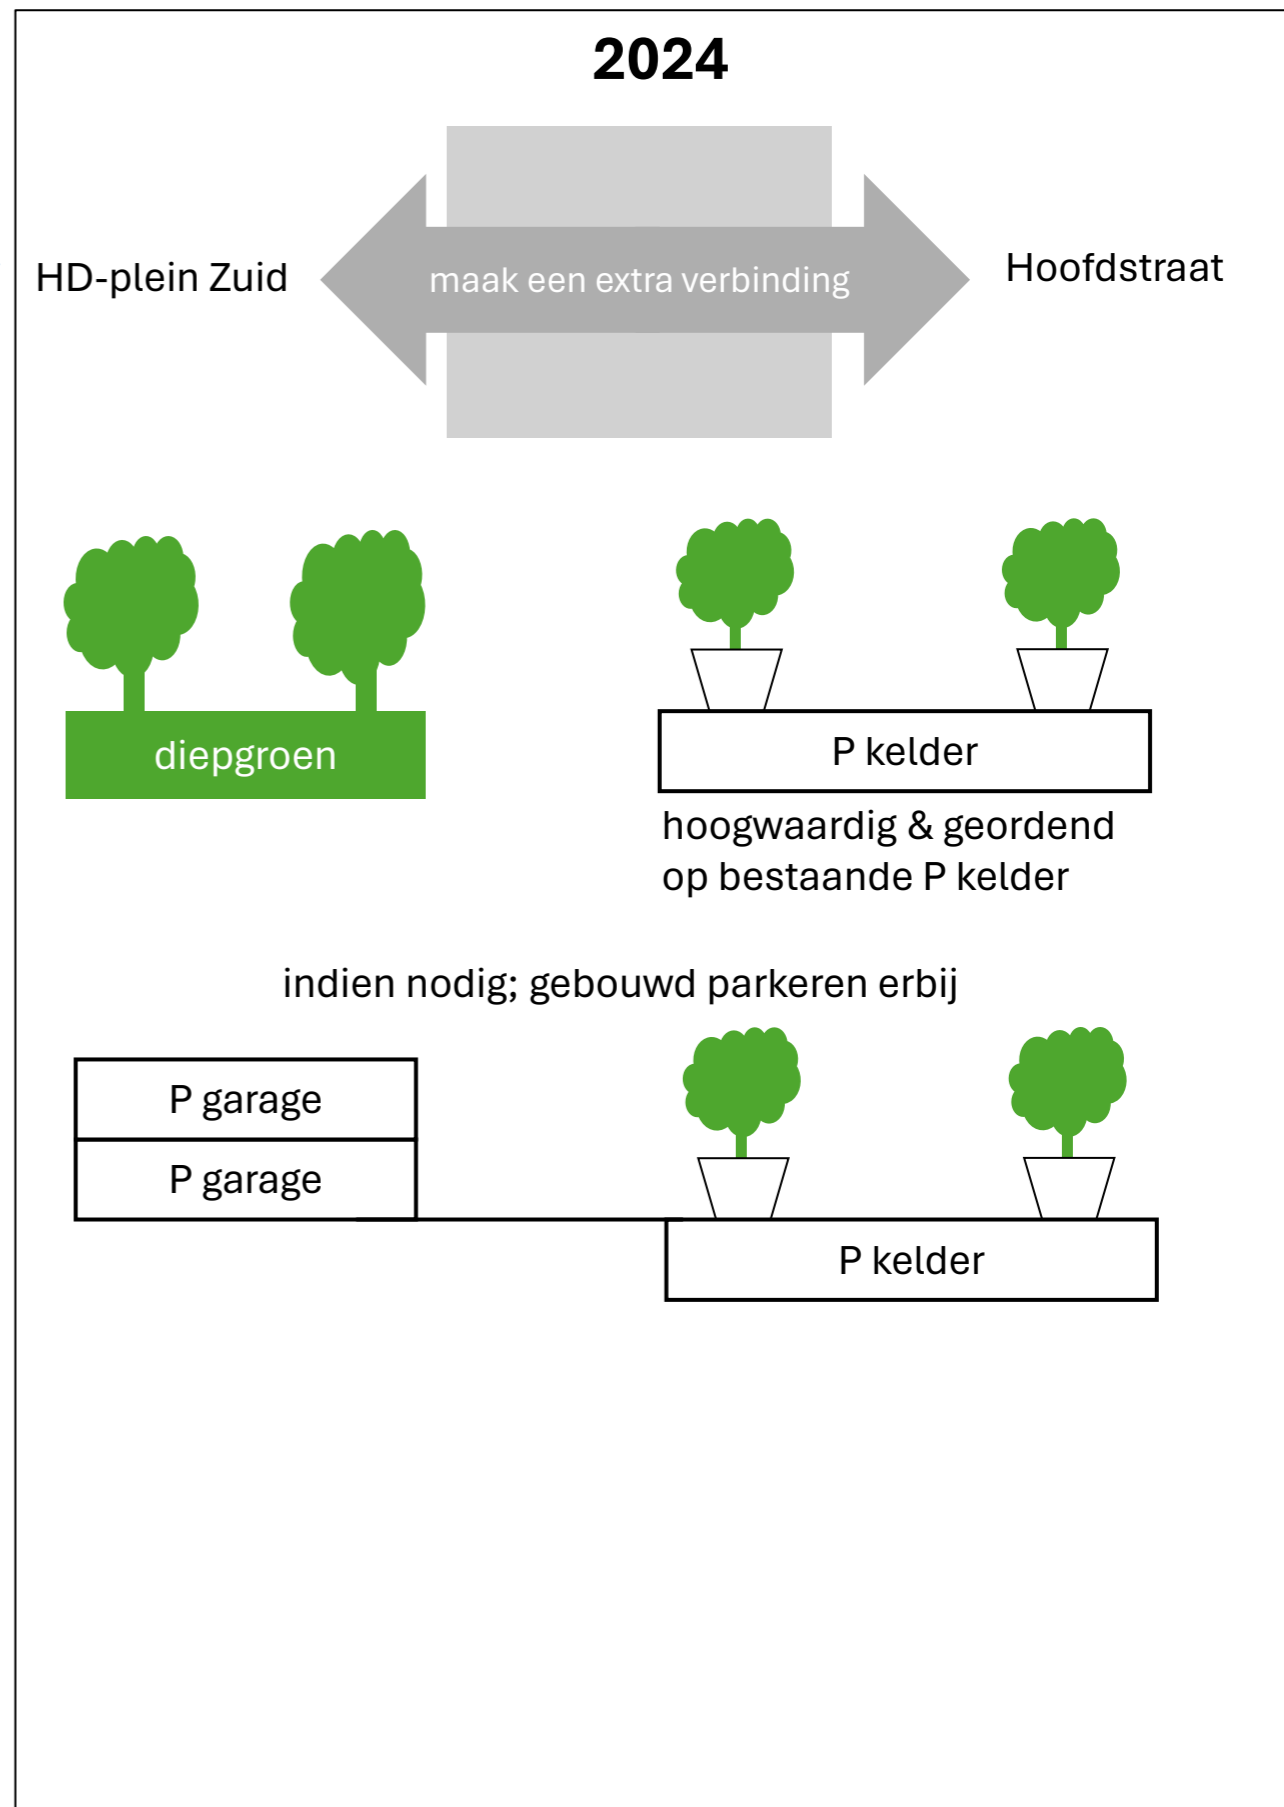 2024
HD-plein Zuid
maak een extra verbinding
Hoofdstraat
diepgroen
P kelder
hoogwaardig & geordend
op bestaande P kelder
indien nodig; gebouwd parkeren erbij
P garage
P garage
P kelder